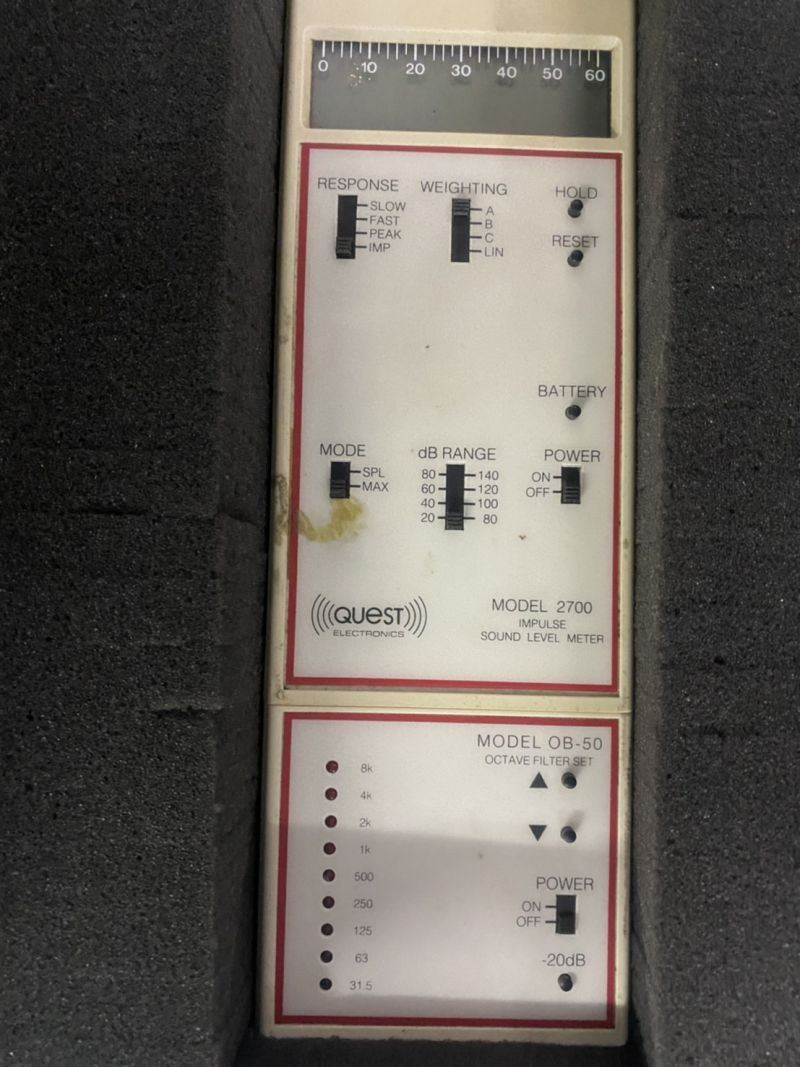 0 10 20 30 40 50 60
RESPONSE WEIGHTING HOLD
SLOW A
FAST B
PEAK C
IMP LIN
RESET
BATTERY
MODE dB RANGE POWER
SPL 80 140 ON
MAX 60 120 OFF
40 100
20 80
QUEST
ELECTRONICS
MODEL 2700
IMPULSE
SOUND LEVEL METER
MODEL OB-50
OCTAVE FILTER SET
8k ▲
4k
2k ▼
1k
500 POWER
250 ON
125 OFF
63 -20dB
31.5